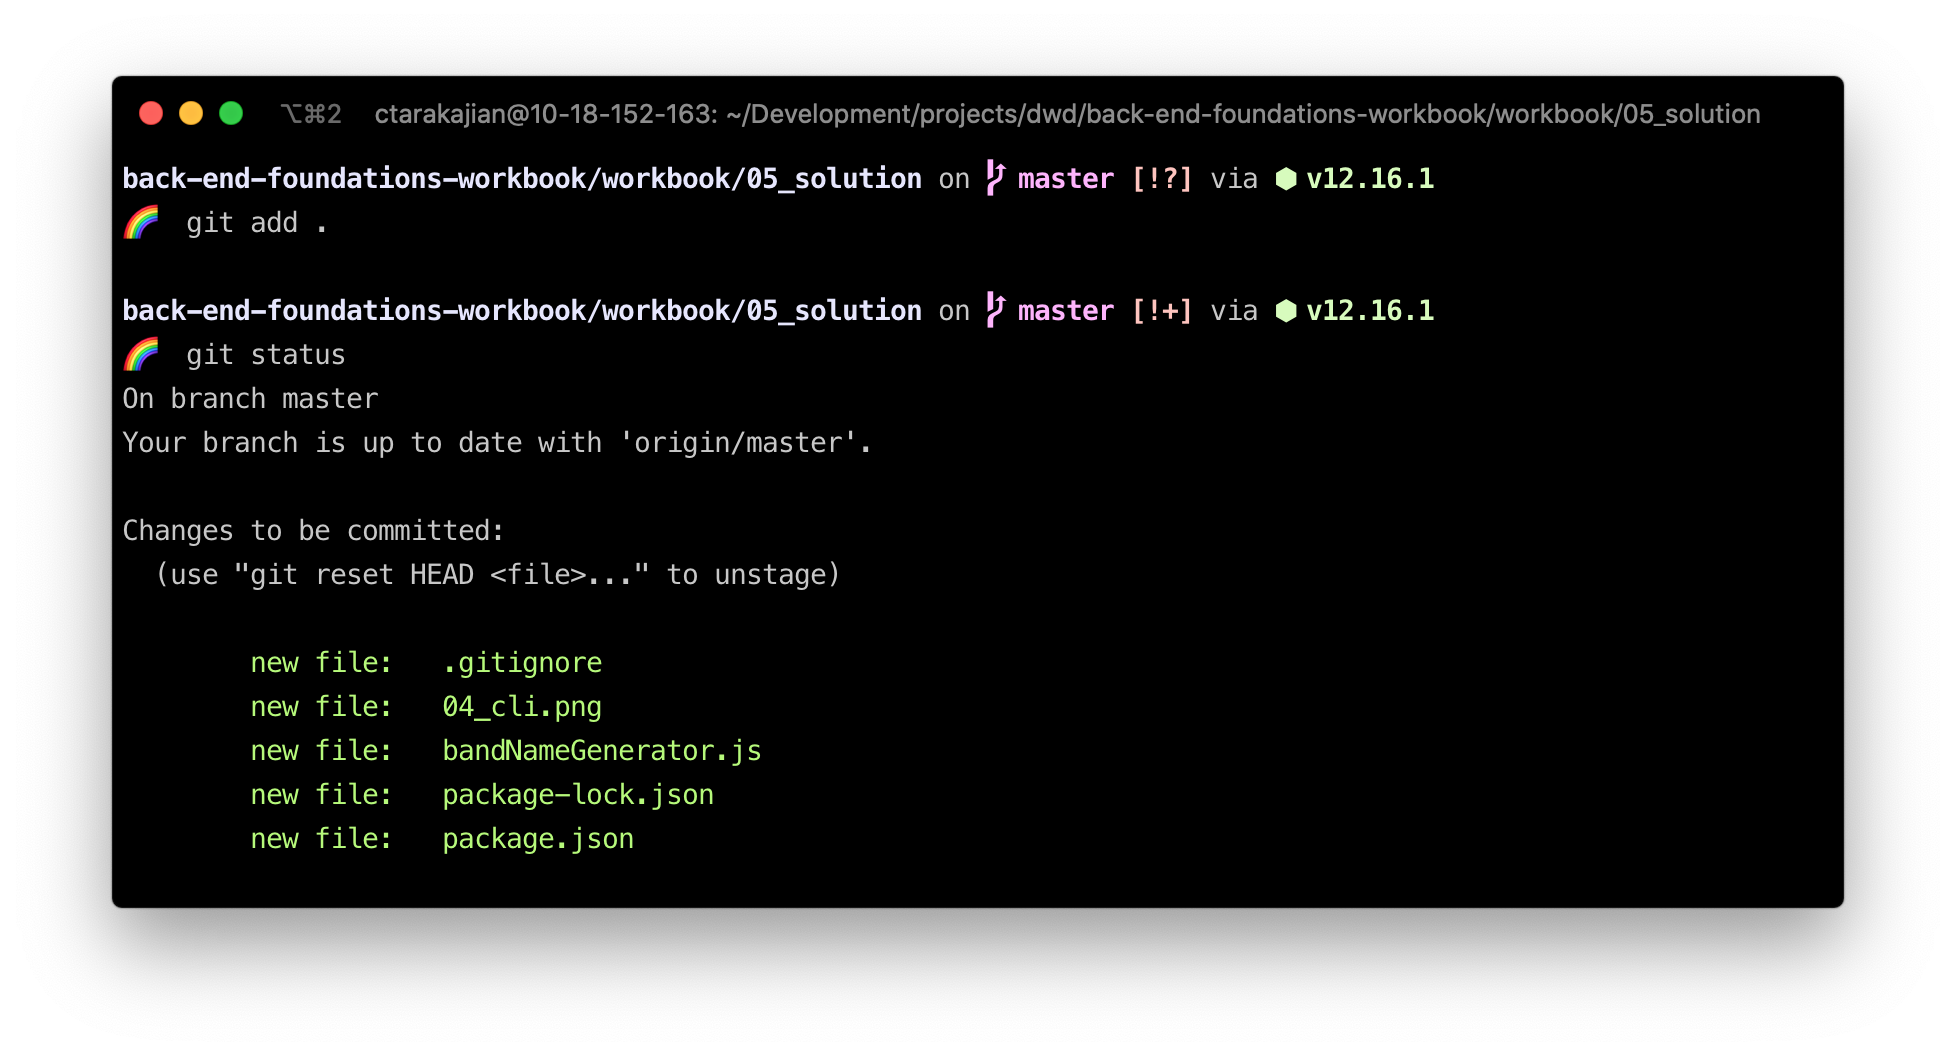 ⌥⌘2 ctarakajian@10-18-152-163: ~/Development/projects/dwd/back-end-foundations-workbook/workbook/05_solution
back-end-foundations-workbook/workbook/05_solution on master [!?] via ⬢ v12.16.1
🌈 git add .
back-end-foundations-workbook/workbook/05_solution on master [!+] via ⬢ v12.16.1
🌈 git status
On branch master
Your branch is up to date with 'origin/master'.
Changes to be committed:
(use "git reset HEAD <file>..." to unstage)
new file: .gitignore
new file: 04_cli.png
new file: bandNameGenerator.js
new file: package-lock.json
new file: package.json